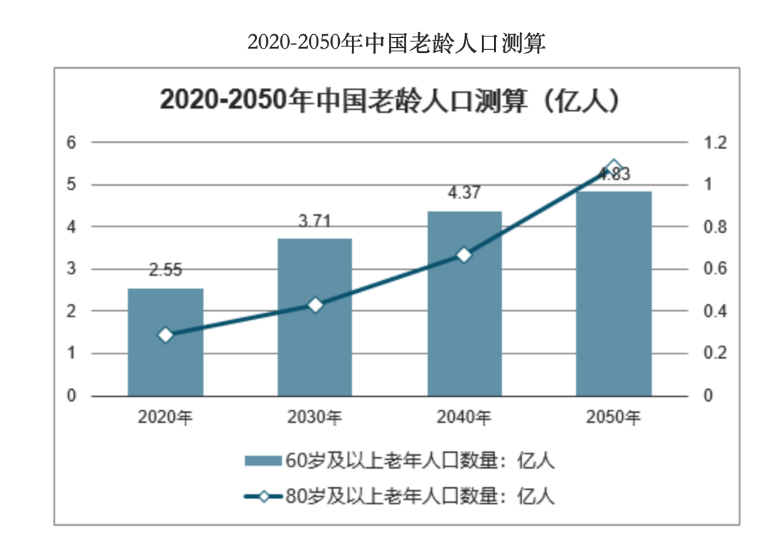 2020-2050年中国老龄人口测算
2020-2050年中国老龄人口测算（亿人）
6
5
4
3
2
1
0
1.2
1
0.8
0.6
0.4
0.2
0
2.55
3.71
4.37
4.83
2020年
2030年
2040年
2050年
60岁及以上老年人口数量：亿人
80岁及以上老年人口数量：亿人